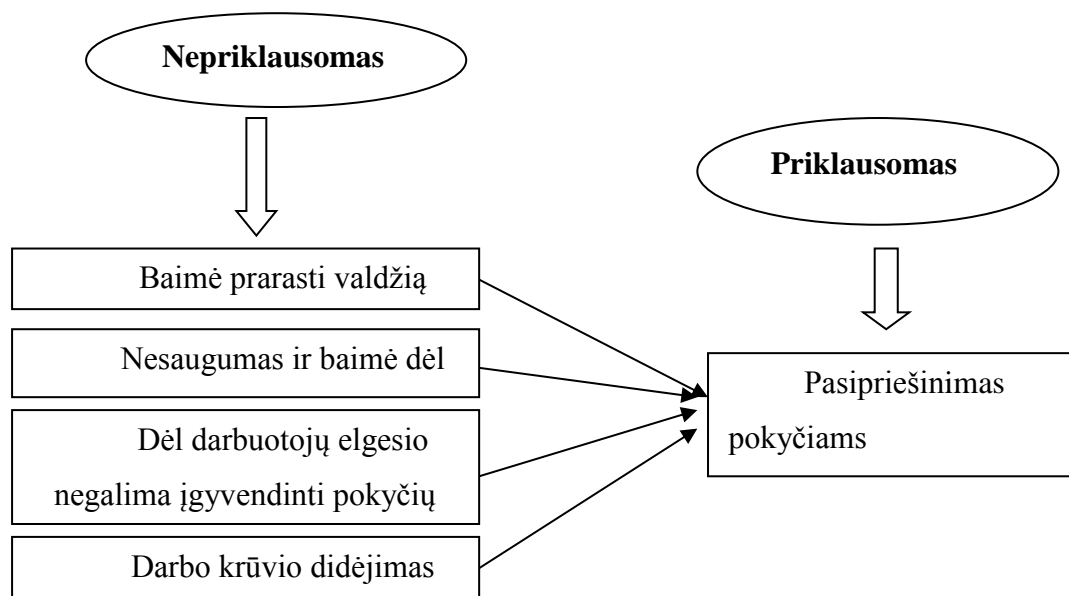 Nepriklausomas
Priklausomas
Baimė prarasti valdžią
Nesaugumas ir baimė dėl
Dėl darbuotojų elgesio
negalima įgyvendinti pokyčių
Darbo krūvio didėjimas
Pasipriešinimas
pokyčiams